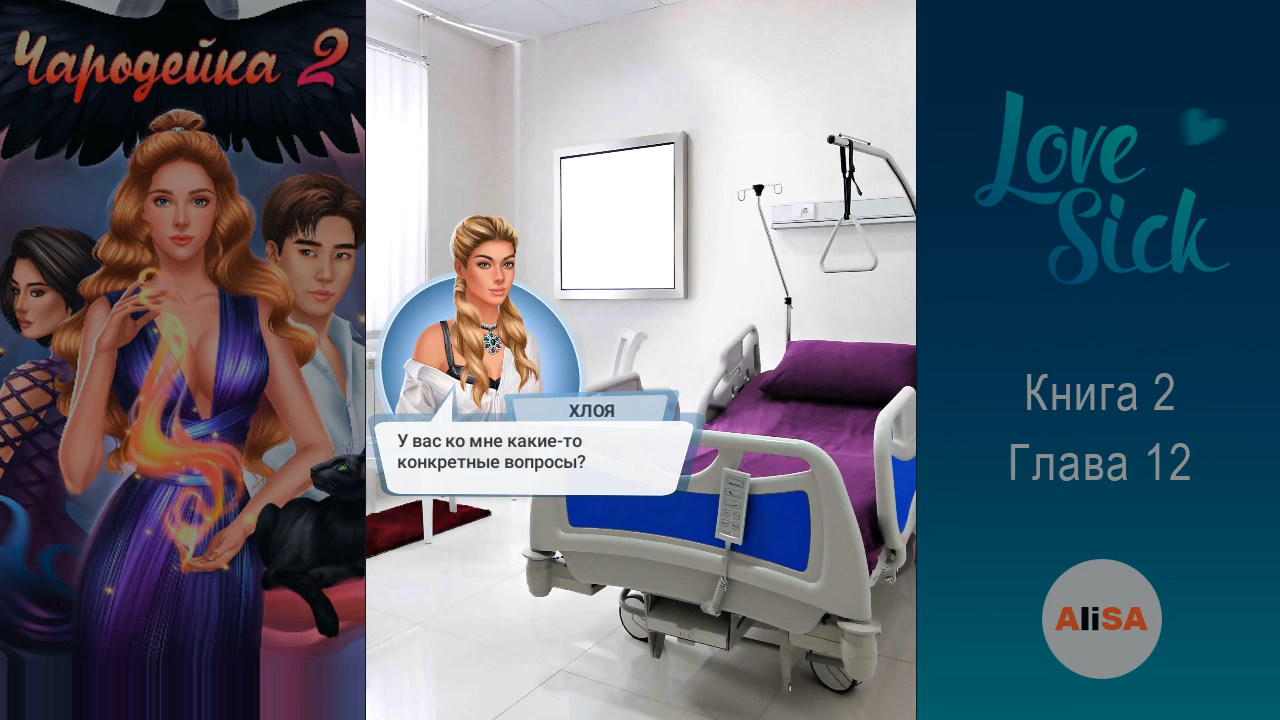 Чародейка 2
ХЛОЯ
У вас ко мне какие-то
конкретные вопросы?
Love
Sick
Книга 2
Глава 12
AliSA